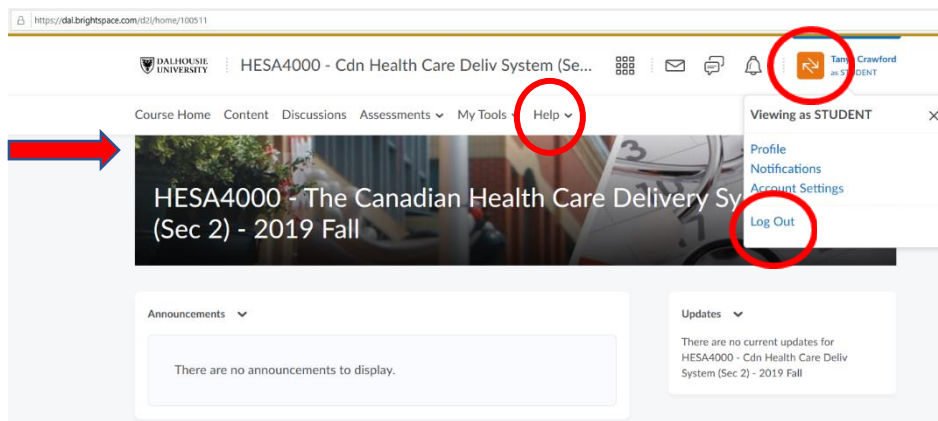 https://dal.brightspace.com/d2l/home/100511
DALHOUSIE
UNIVERSITY
HESA4000 - Cdn Health Care Deliv System (Se...
Tanya Crawford
as STUDENT
Course Home Content Discussions Assessments My Tools Help
Viewing as STUDENT
Profile
Notifications
Account Settings
Log Out
HESA4000 - The Canadian Health Care Delivery Sy
(Sec 2) - 2019 Fall
Announcements
There are no announcements to display.
Updates
There are no current updates for
HESA4000 - Cdn Health Care Deliv
System (Sec 2) - 2019 Fall